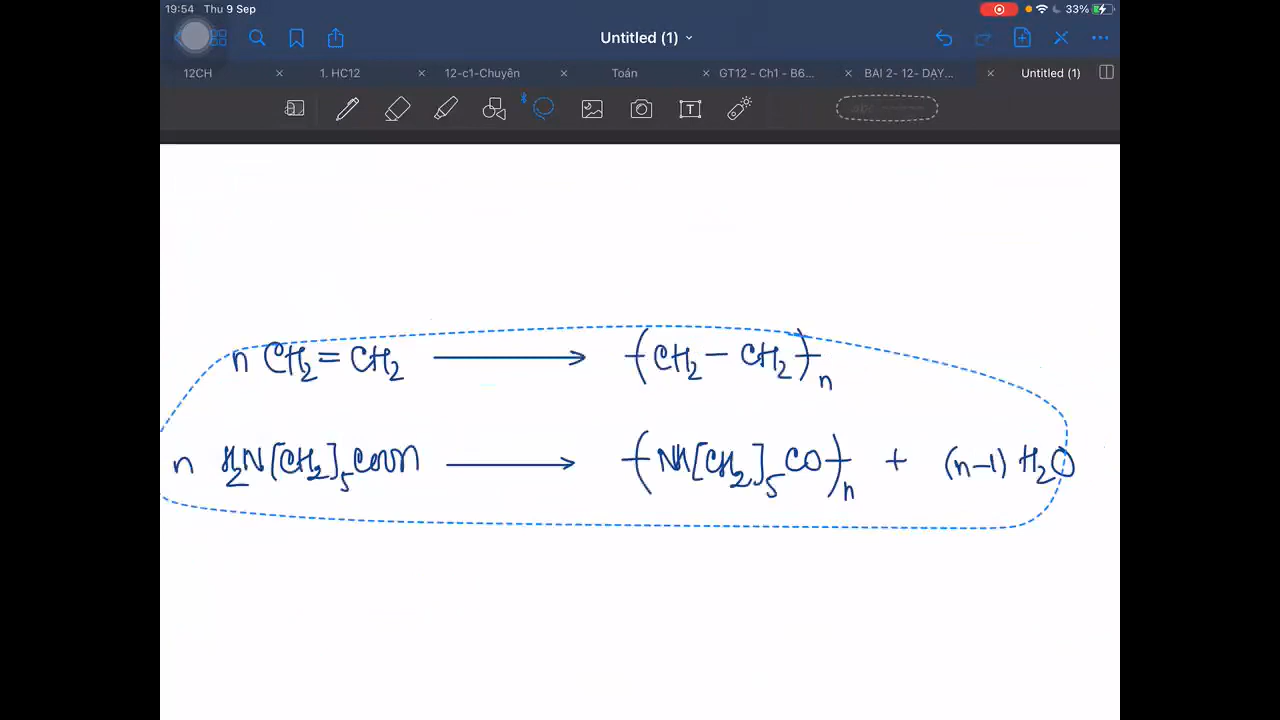 19:54 Thu 9 Sep 33%
Untitled (1)
12CH 1. HC12 12-c1-Chuyên Toán GT12 - Ch1 - B6... BÀI 2- 12- DẠY... Untitled (1)
T
n CH₂=CH₂ ⟶ -(CH₂-CH₂)-n
n H₂N[CH₂]₅COOH ⟶ -(NH[CH₂]₅CO)-n + (n-1) H₂O